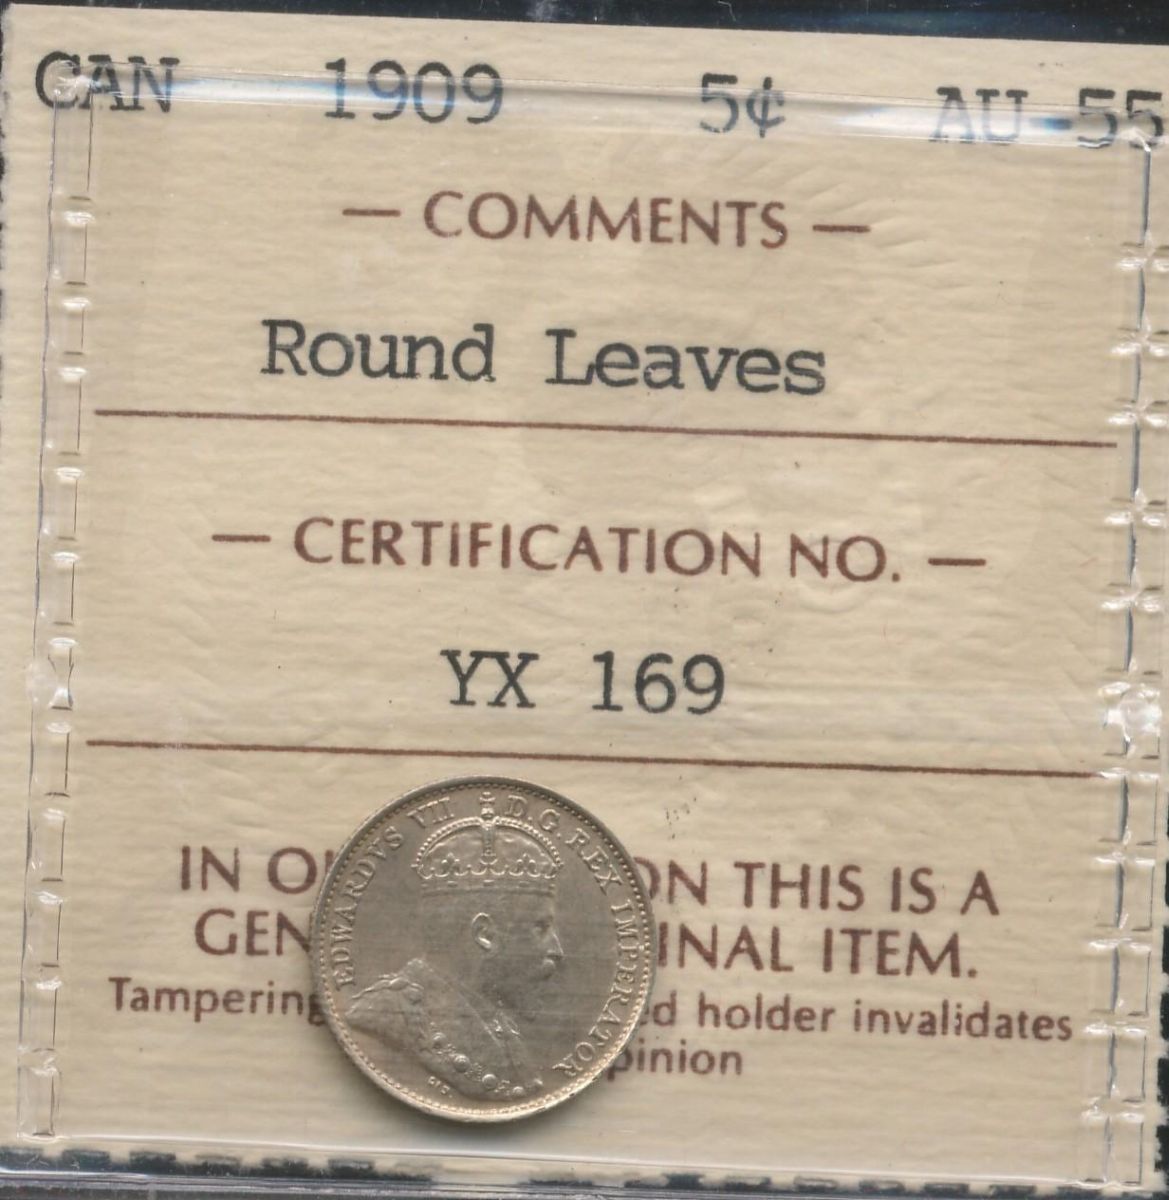 CAN 1909 5¢ AU-55
— COMMENTS —
Round Leaves
— CERTIFICATION NO. —
YX 169
IN ON THIS IS A
GEN INAL ITEM.
Tampering ed holder invalidates
pinion
EDWARDVS VII D.G. REX IMPERATOR